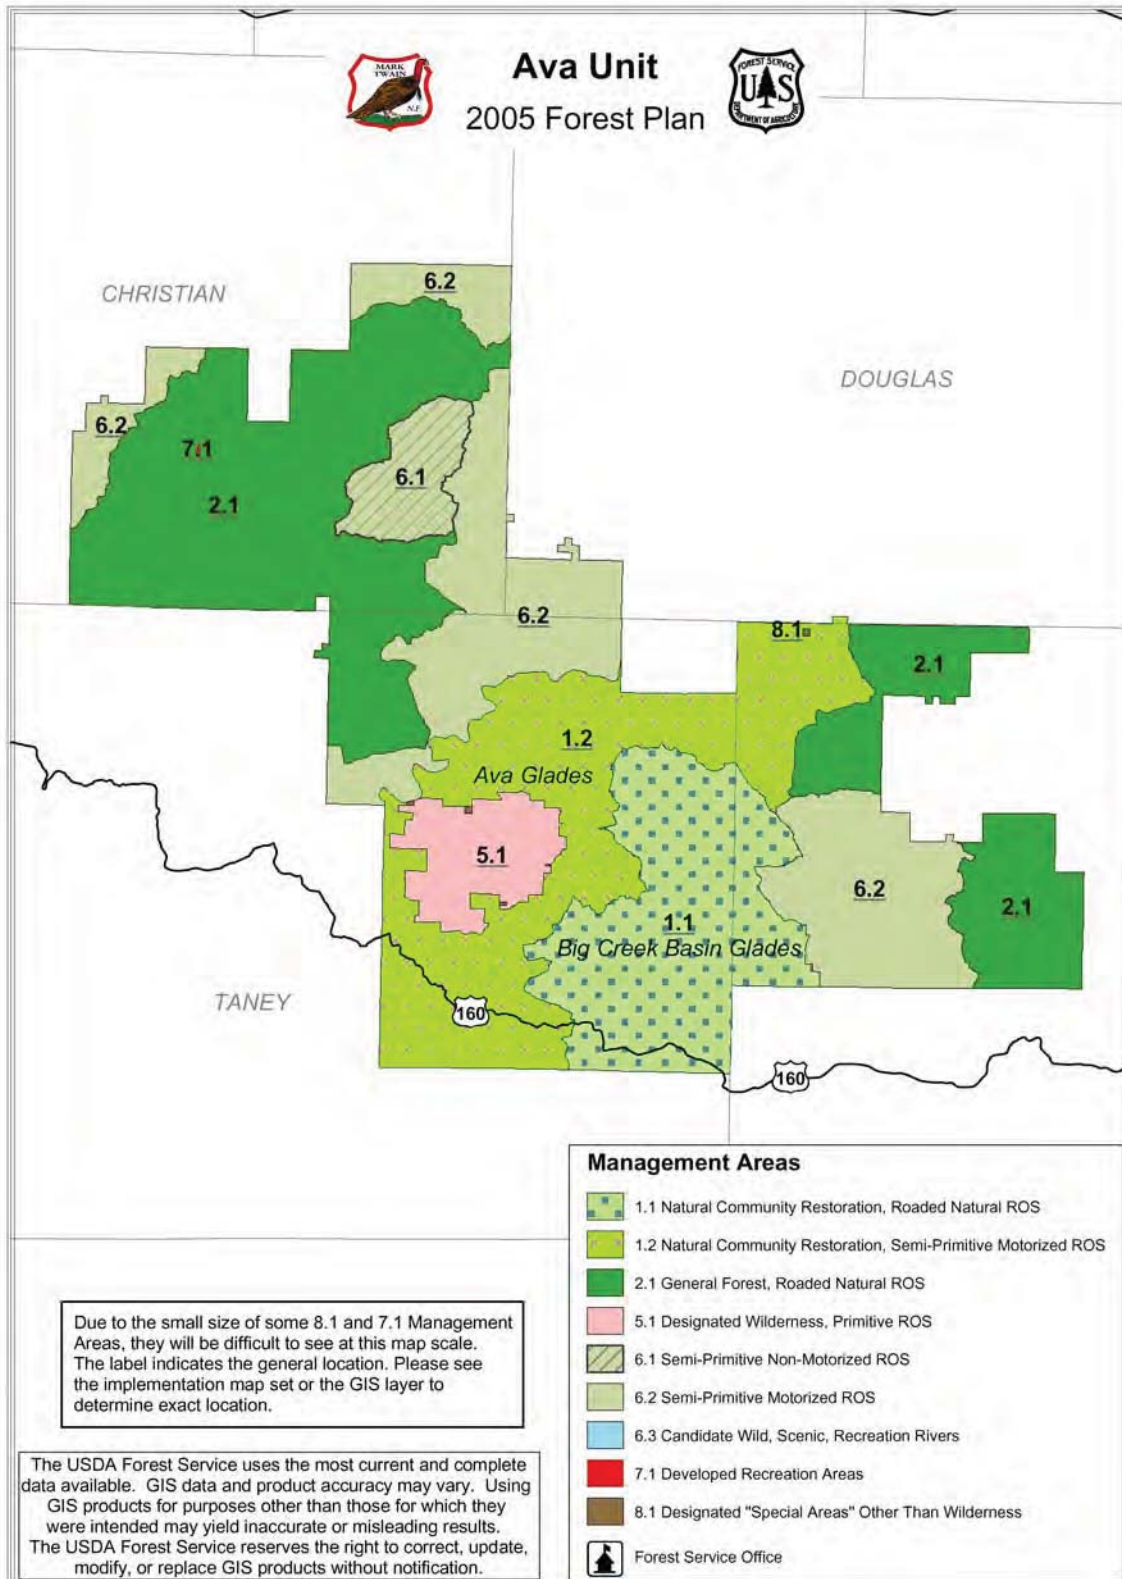 MARK
TWAIN
N.F.
Ava Unit
2005 Forest Plan
FOREST SERVICE
U S
DEPARTMENT OF AGRICULTURE
CHRISTIAN
6.2
DOUGLAS
6.2
7.1
6.1
2.1
6.2
8.1
2.1
1.2
Ava Glades
5.1
6.2
2.1
1.1
Big Creek Basin Glades
TANEY
160
160
Management Areas
1.1 Natural Community Restoration, Roaded Natural ROS
1.2 Natural Community Restoration, Semi-Primitive Motorized ROS
2.1 General Forest, Roaded Natural ROS
5.1 Designated Wilderness, Primitive ROS
6.1 Semi-Primitive Non-Motorized ROS
6.2 Semi-Primitive Motorized ROS
6.3 Candidate Wild, Scenic, Recreation Rivers
7.1 Developed Recreation Areas
8.1 Designated "Special Areas" Other Than Wilderness
Forest Service Office
Due to the small size of some 8.1 and 7.1 Management
Areas, they will be difficult to see at this map scale.
The label indicates the general location. Please see
the implementation map set or the GIS layer to
determine exact location.
The USDA Forest Service uses the most current and complete
data available. GIS data and product accuracy may vary. Using
GIS products for purposes other than those for which they
were intended may yield inaccurate or misleading results.
The USDA Forest Service reserves the right to correct, update,
modify, or replace GIS products without notification.